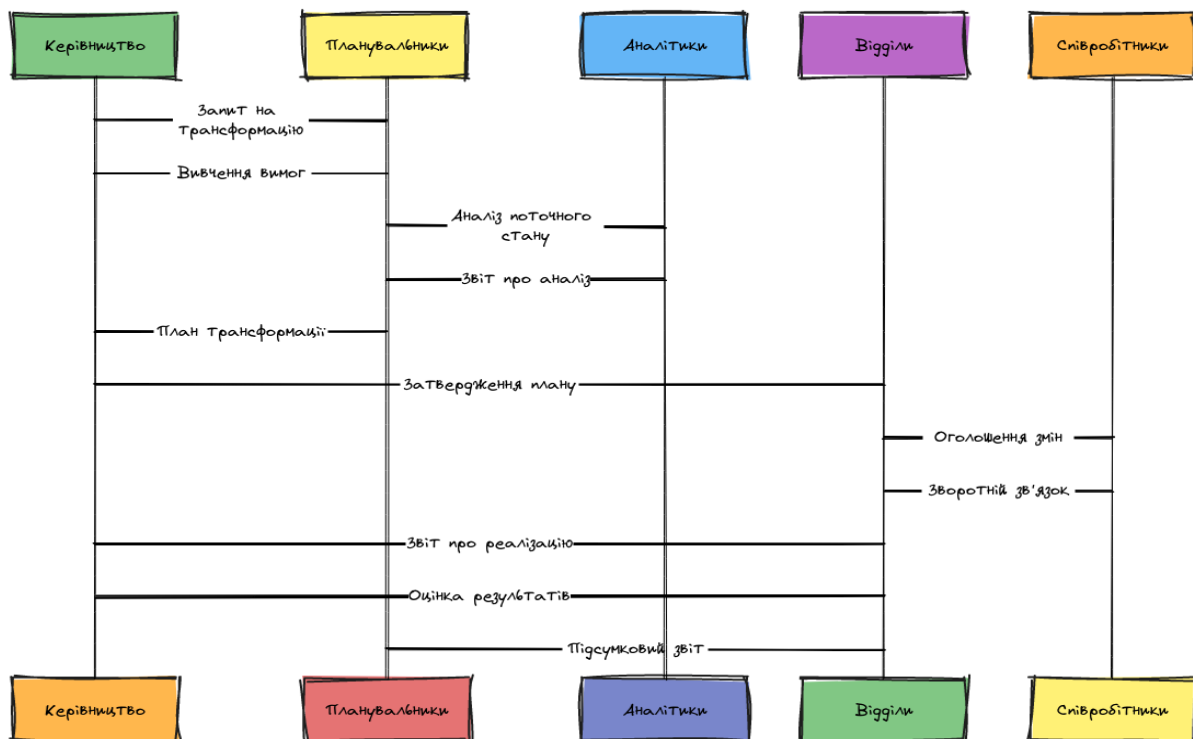 Керівництво
Планувальники
Аналітики
Відділи
Співробітники
Запит на
трансформацію
Вивчення вимог
Аналіз поточного
стану
Звіт про аналіз
План трансформації
Затвердження плану
Оголошення змін
Зворотній зв'язок
Звіт про реалізацію
Оцінка результатів
Підсумковий звіт
Керівництво
Планувальники
Аналітики
Відділи
Співробітники